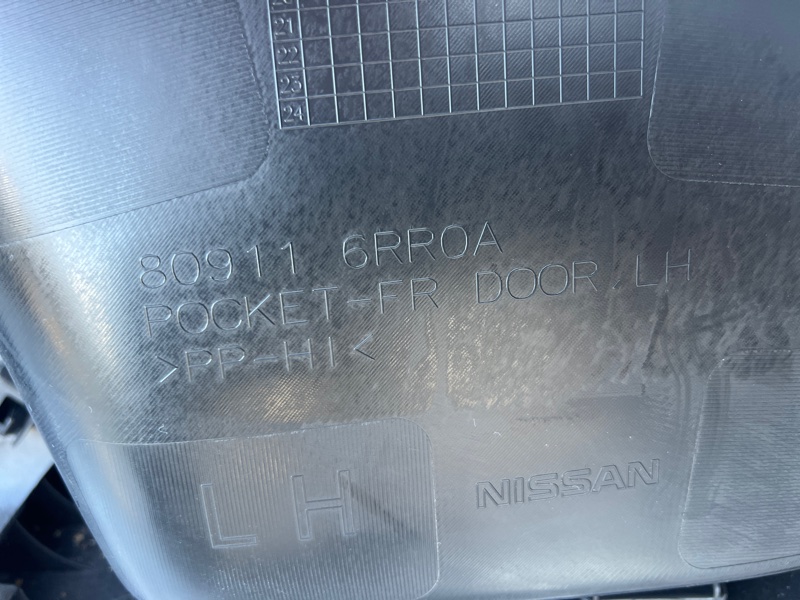 21
22
23
24
80911 6RR0A
POCKET-FR DOOR, LH
>PP-HI<
LH
NISSAN